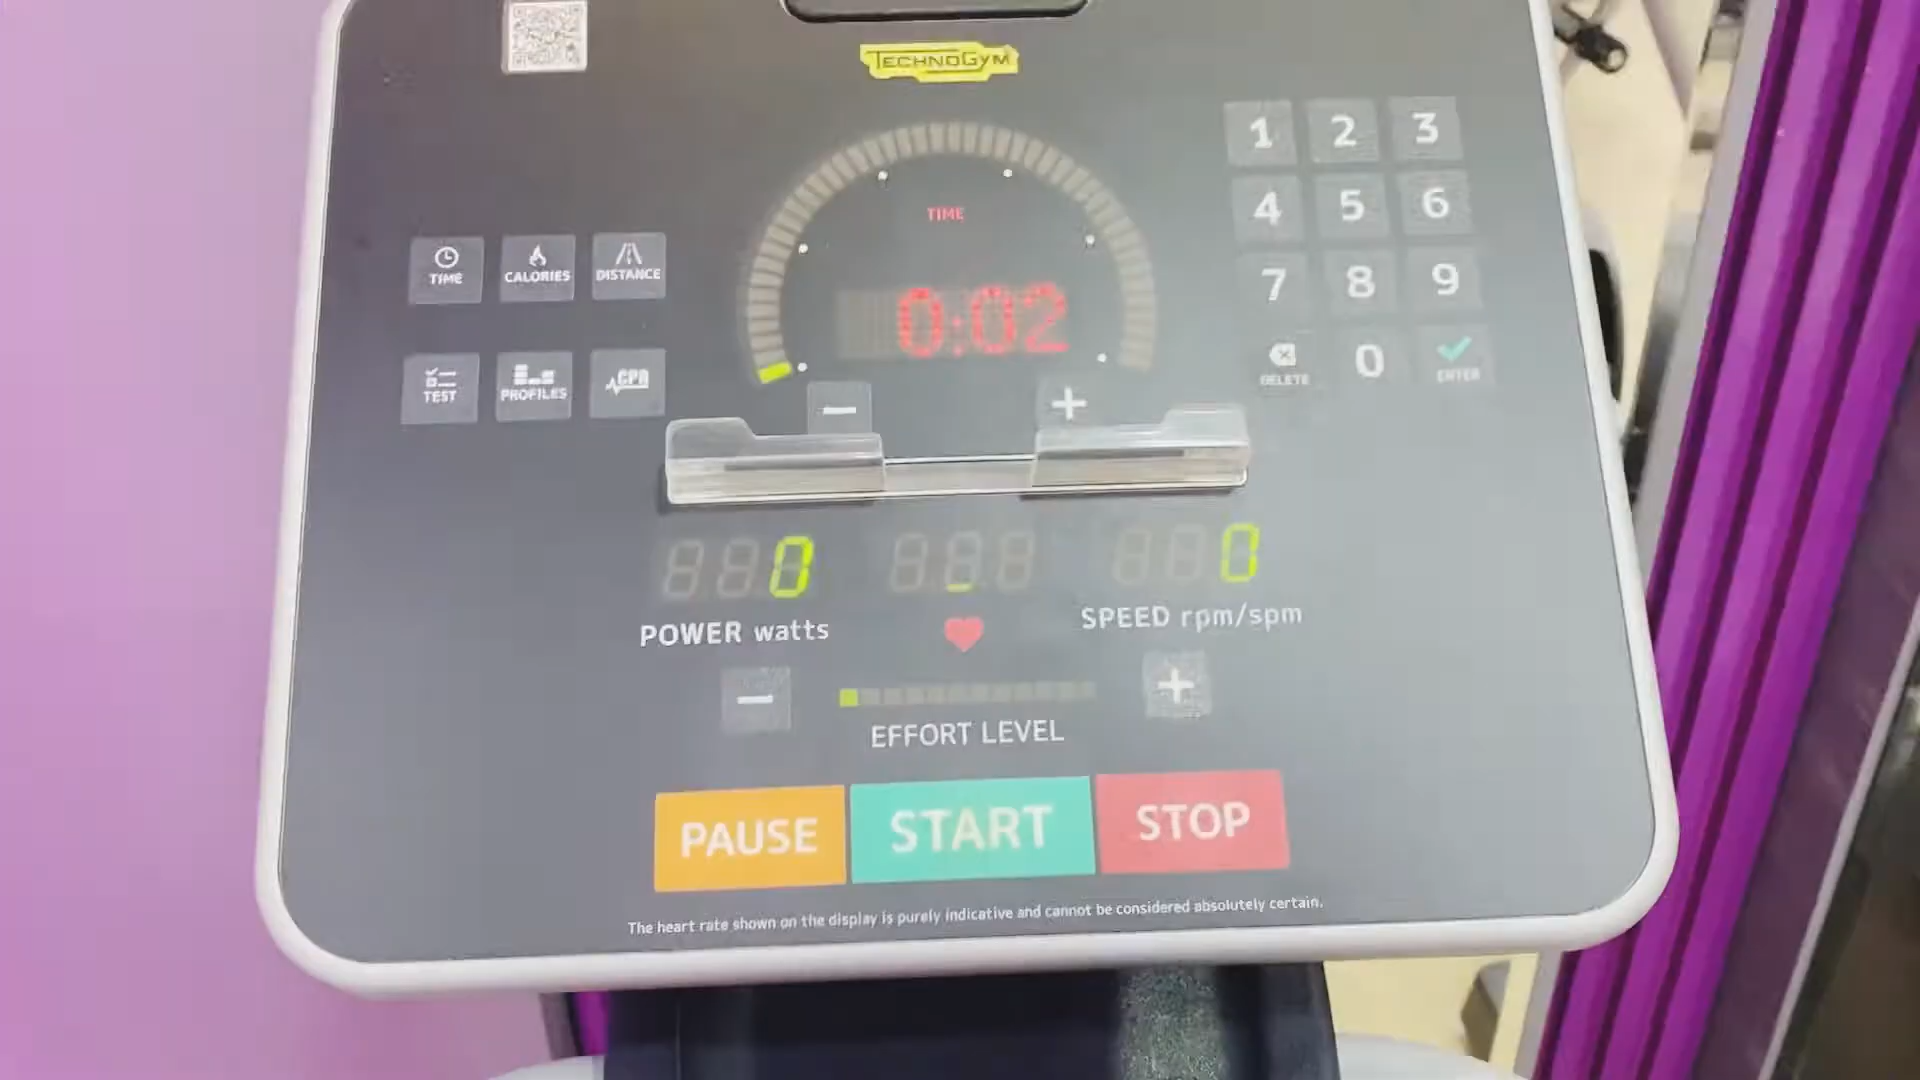 TECHNOGYM
1 2 3
4 5 6
7 8 9
DELETE 0 ENTER
TIME
0:02
TIME CALORIES DISTANCE
TEST PROFILES CPR
− +
0 0
POWER watts SPEED rpm/spm
− +
EFFORT LEVEL
PAUSE START STOP
The heart rate shown on the display is purely indicative and cannot be considered absolutely certain.